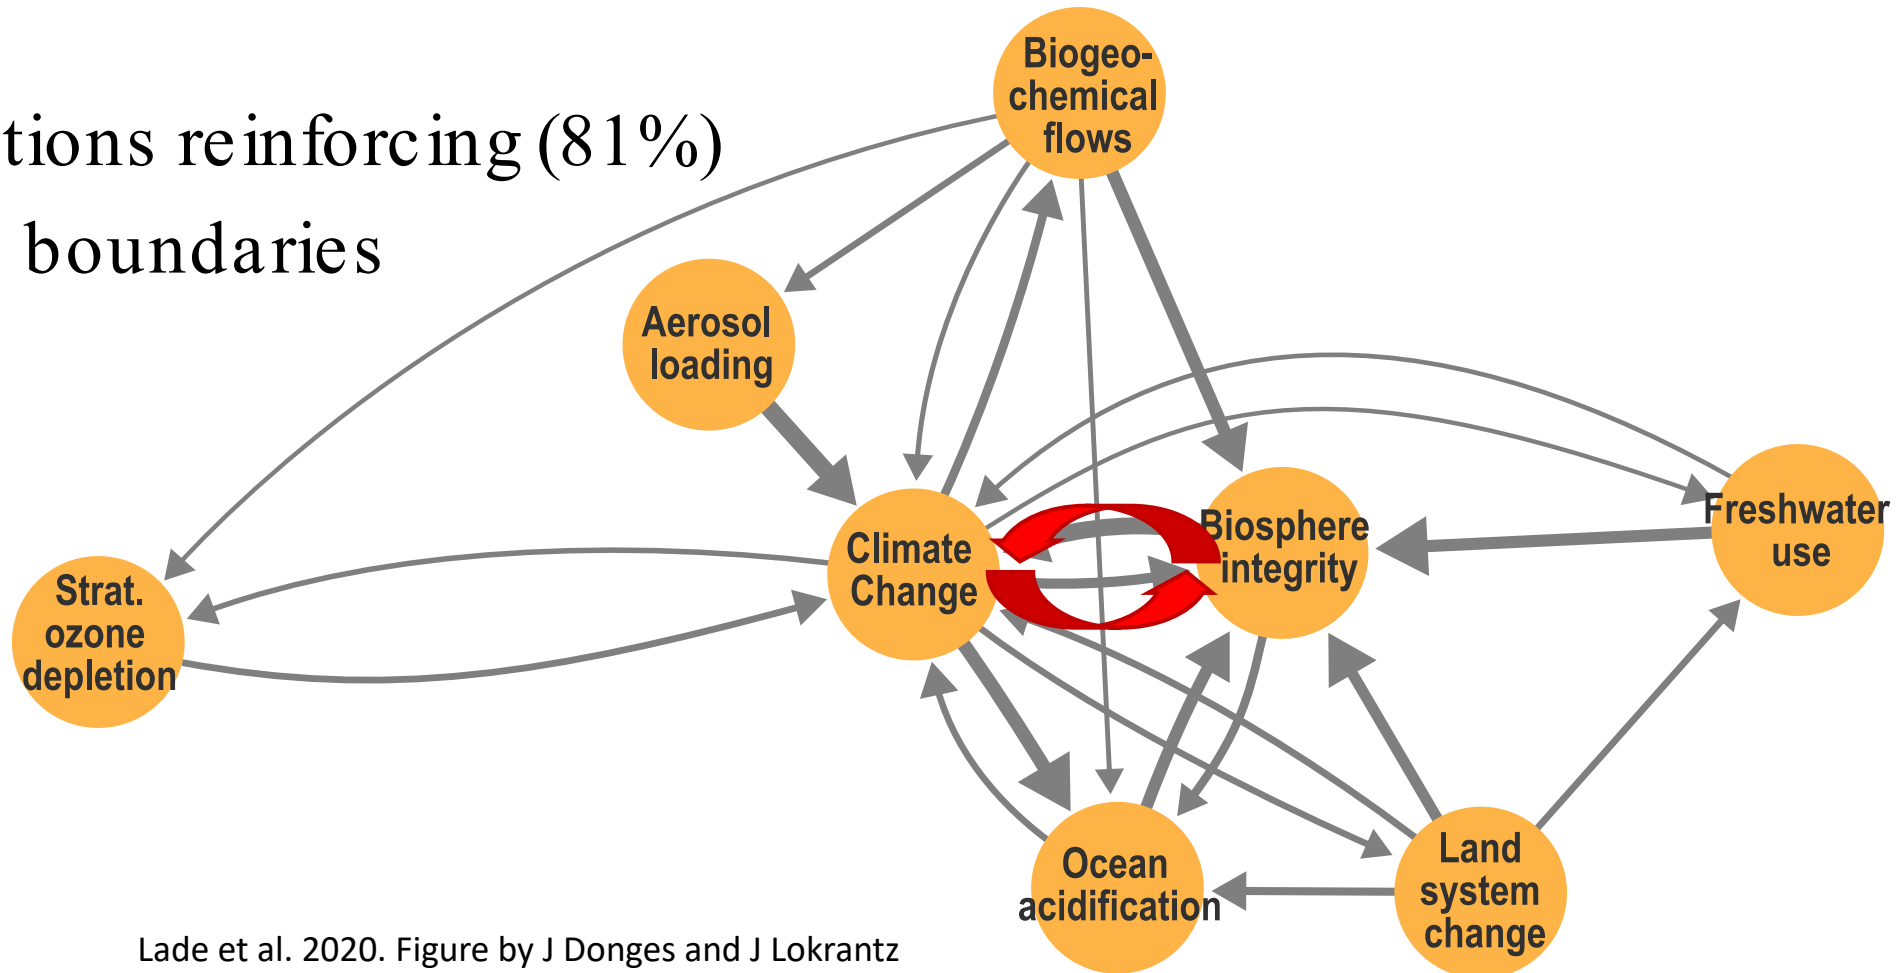 tions reinforcing (81%)
boundaries
Biogeo-
chemical
flows
Aerosol
loading
Climate
Change
Biosphere
integrity
Freshwater
use
Strat.
ozone
depletion
Ocean
acidification
Land
system
change
Lade et al. 2020. Figure by J Donges and J Lokrantz